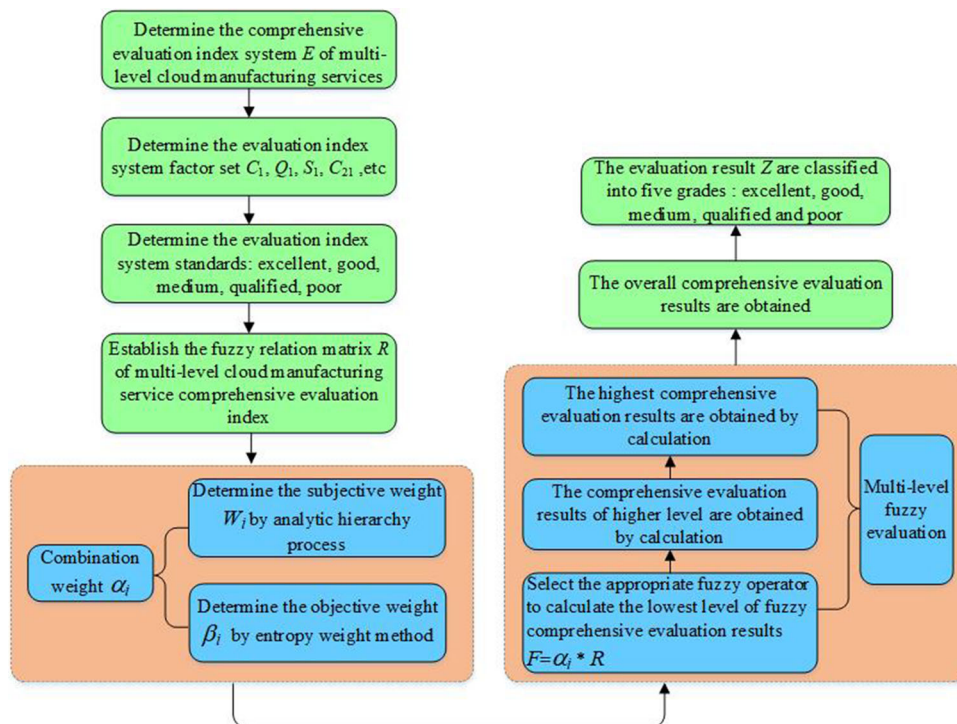 Determine the comprehensive
evaluation index system E of multi-
level cloud manufacturing services
Determine the evaluation index
system factor set C₁, Q₁, S₁, C₂₁ ,etc
Determine the evaluation index
system standards: excellent, good,
medium, qualified, poor
Establish the fuzzy relation matrix R
of multi-level cloud manufacturing
service comprehensive evaluation
index
Combination
weight αᵢ
Determine the subjective weight
Wᵢ by analytic hierarchy
process
Determine the objective weight
βᵢ by entropy weight method
The evaluation result Z are classified
into five grades : excellent, good,
medium, qualified and poor
The overall comprehensive evaluation
results are obtained
The highest comprehensive
evaluation results are obtained by
calculation
The comprehensive evaluation
results of higher level are obtained
by calculation
Select the appropriate fuzzy operator
to calculate the lowest level of fuzzy
comprehensive evaluation results
F=αᵢ * R
Multi-level
fuzzy
evaluation